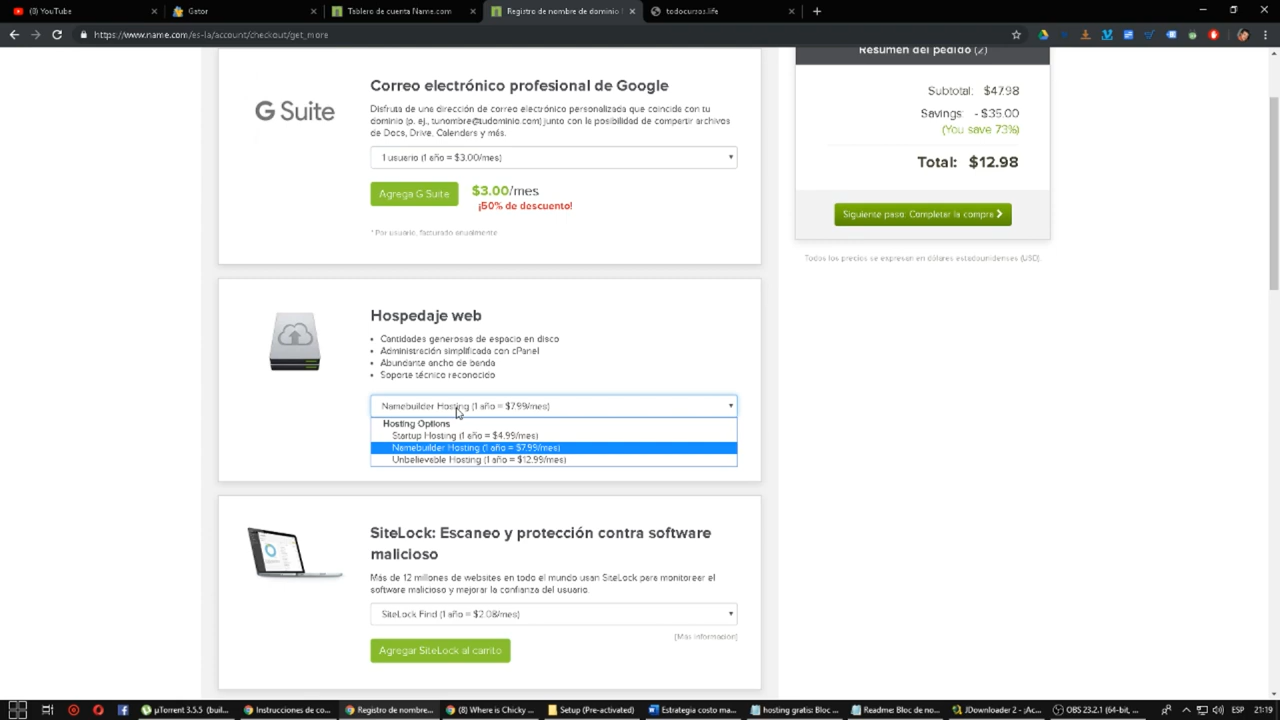 (8) YouTube
Gator
Tablero de cuenta Name.com
Registro de nombre de dominio
todocursos.life
https://www.name.com/es-la/account/checkout/get_more
G Suite
Correo electrónico profesional de Google
Disfruta de una dirección de correo electrónico personalizada que coincide con tu
dominio (p. ej., tunombre@tudominio.com) junto con la posibilidad de compartir archivos
de Docs, Drive, Calenders y más.
1 usuario (1 año = $3.00/mes)
Agrega G Suite
$3.00/mes
¡50% de descuento!
* Por usuario, facturado anualmente
Resumen del pedido (2)
Subtotal: $47.98
Savings: - $35.00
(You save 73%)
Total: $12.98
Siguiente paso: Completar la compra
Todos los precios se expresan en dólares estadounidenses (USD).
Hospedaje web
• Cantidades generosas de espacio en disco
• Administración simplificada con cPanel
• Abundante ancho de banda
• Soporte técnico reconocido
Namebuilder Hosting (1 año = $7.99/mes)
Hosting Options
Startup Hosting (1 año = $4.99/mes)
Namebuilder Hosting (1 año = $7.99/mes)
Unbelievable Hosting (1 año = $12.99/mes)
SiteLock: Escaneo y protección contra software
malicioso
Más de 12 millones de websites en todo el mundo usan SiteLock para monitorear el
software malicioso y mejorar la confianza del usuario.
SiteLock Find (1 año = $2.08/mes)
[Más información]
Agregar SiteLock al carrito
µTorrent 3.5.5 (buil...
Instrucciones de co...
Registro de nombre...
(8) Where is Chicky ...
Setup (Pre-activated)
Estrategia costo ma...
hosting gratis: Bloc ...
Readme: Bloc de no...
JDownloader 2 - ¡Ac...
OBS 23.2.1 (64-bit, ...
ESP
21:19